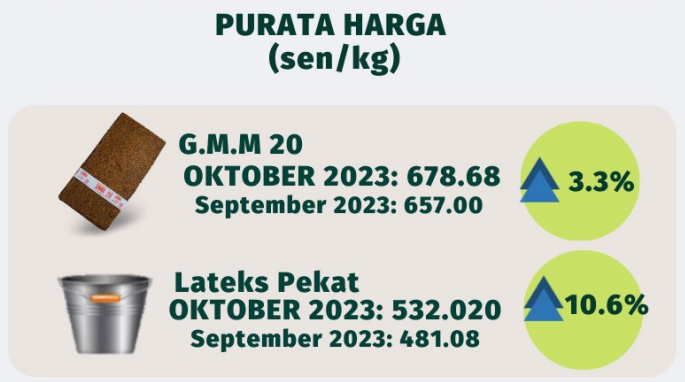 PURATA HARGA
(sen/kg)
G.M.M 20
OKTOBER 2023: 678.68
September 2023: 657.00
3.3%
Lateks Pekat
OKTOBER 2023: 532.020
September 2023: 481.08
10.6%